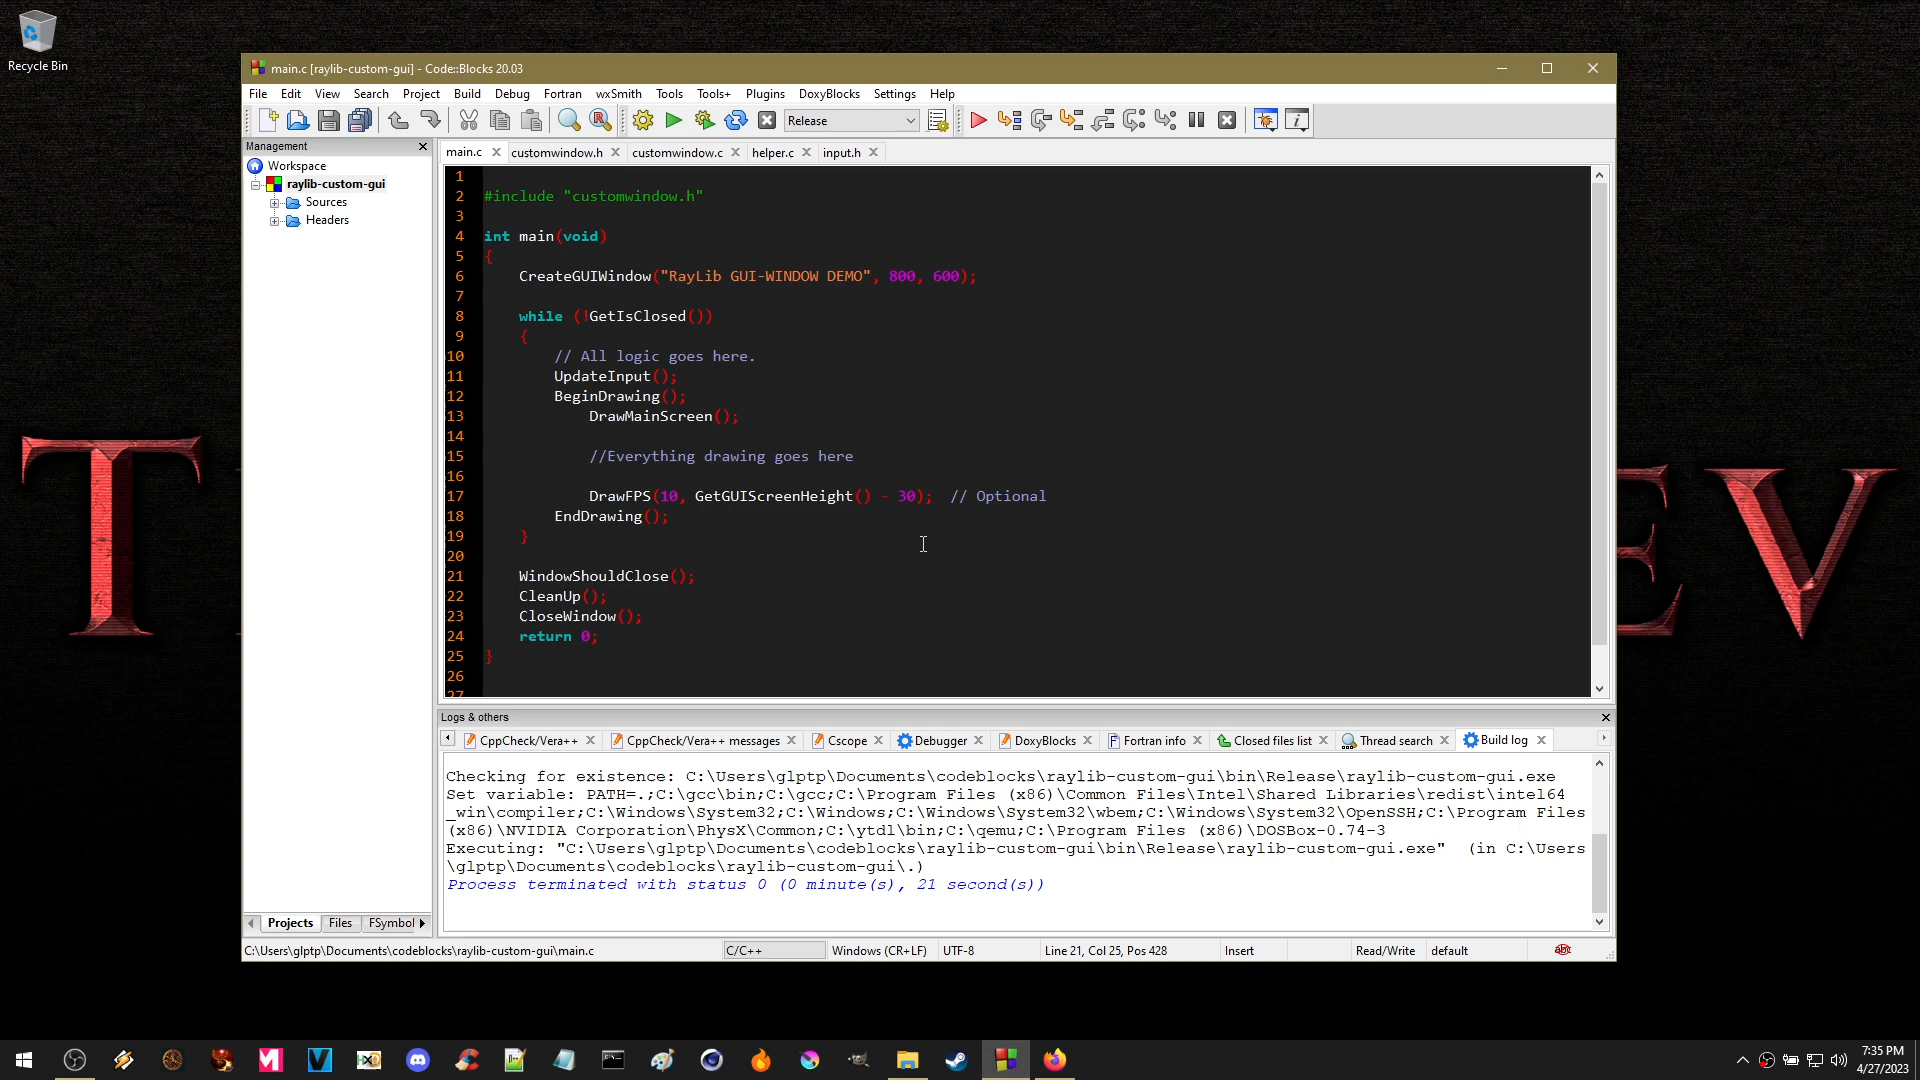 Recycle Bin
main.c [raylib-custom-gui] - Code::Blocks 20.03
File Edit View Search Project Build Debug Fortran wxSmith Tools Tools+ Plugins DoxyBlocks Settings Help
Release
Management
main.c customwindow.h customwindow.c helper.c input.h
Workspace
raylib-custom-gui
Sources
Headers
1
2 #include "customwindow.h"
3
4 int main(void)
5 {
6 CreateGUIWindow("RayLib GUI-WINDOW DEMO", 800, 600);
7
8 while (!GetIsClosed())
9 {
10 // All logic goes here.
11 UpdateInput();
12 BeginDrawing();
13 DrawMainScreen();
14
15 //Everything drawing goes here
16
17 DrawFPS(10, GetGUIScreenHeight() - 30); // Optional
18 EndDrawing();
19 }
20
21 WindowShouldClose();
22 CleanUp();
23 CloseWindow();
24 return 0;
25 }
26
27
T
EV
Logs & others
CppCheck/Vera++ CppCheck/Vera++ messages Cscope Debugger DoxyBlocks Fortran info Closed files list Thread search Build log
Checking for existence: C:\Users\glptp\Documents\codeblocks\raylib-custom-gui\bin\Release\raylib-custom-gui.exe
Set variable: PATH=.;C:\gcc\bin;C:\gcc;C:\Program Files (x86)\Common Files\Intel\Shared Libraries\redist\intel64
_win\compiler;C:\Windows\System32;C:\Windows;C:\Windows\System32\wbem;C:\Windows\System32\OpenSSH;C:\Program Files
(x86)\NVIDIA Corporation\PhysX\Common;C:\ytdl\bin;C:\qemu;C:\Program Files (x86)\DOSBox-0.74-3
Executing: "C:\Users\glptp\Documents\codeblocks\raylib-custom-gui\bin\Release\raylib-custom-gui.exe" (in C:\Users
\glptp\Documents\codeblocks\raylib-custom-gui\.)
Process terminated with status 0 (0 minute(s), 21 second(s))
Projects Files FSymbol
C:\Users\glptp\Documents\codeblocks\raylib-custom-gui\main.c C/C++ Windows (CR+LF) UTF-8 Line 21, Col 25, Pos 428 Insert Read/Write default
7:35 PM
4/27/2023